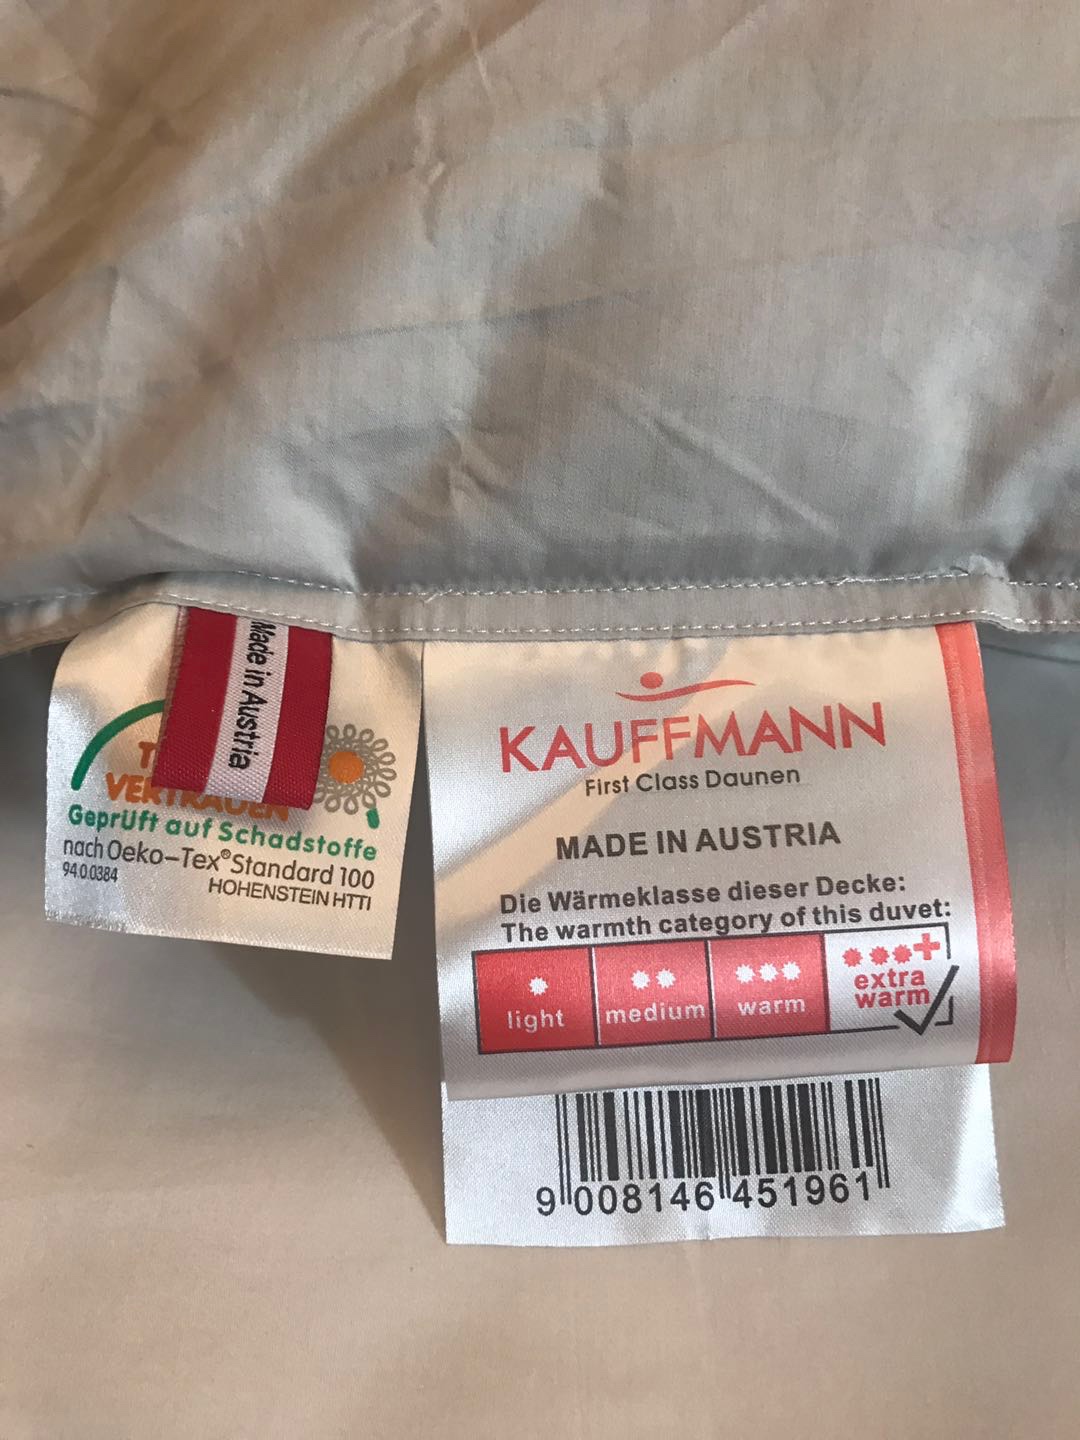 Made in Austria
VERTRAUEN
Geprüft auf Schadstoffe
nach Oeko-Tex®Standard 100
94.0.0384
HOHENSTEIN HTTI
KAUFFMANN
First Class Daunen
MADE IN AUSTRIA
Die Wärmeklasse dieser Decke:
The warmth category of this duvet:
light
medium
warm
extra
warm
9 008146 451961